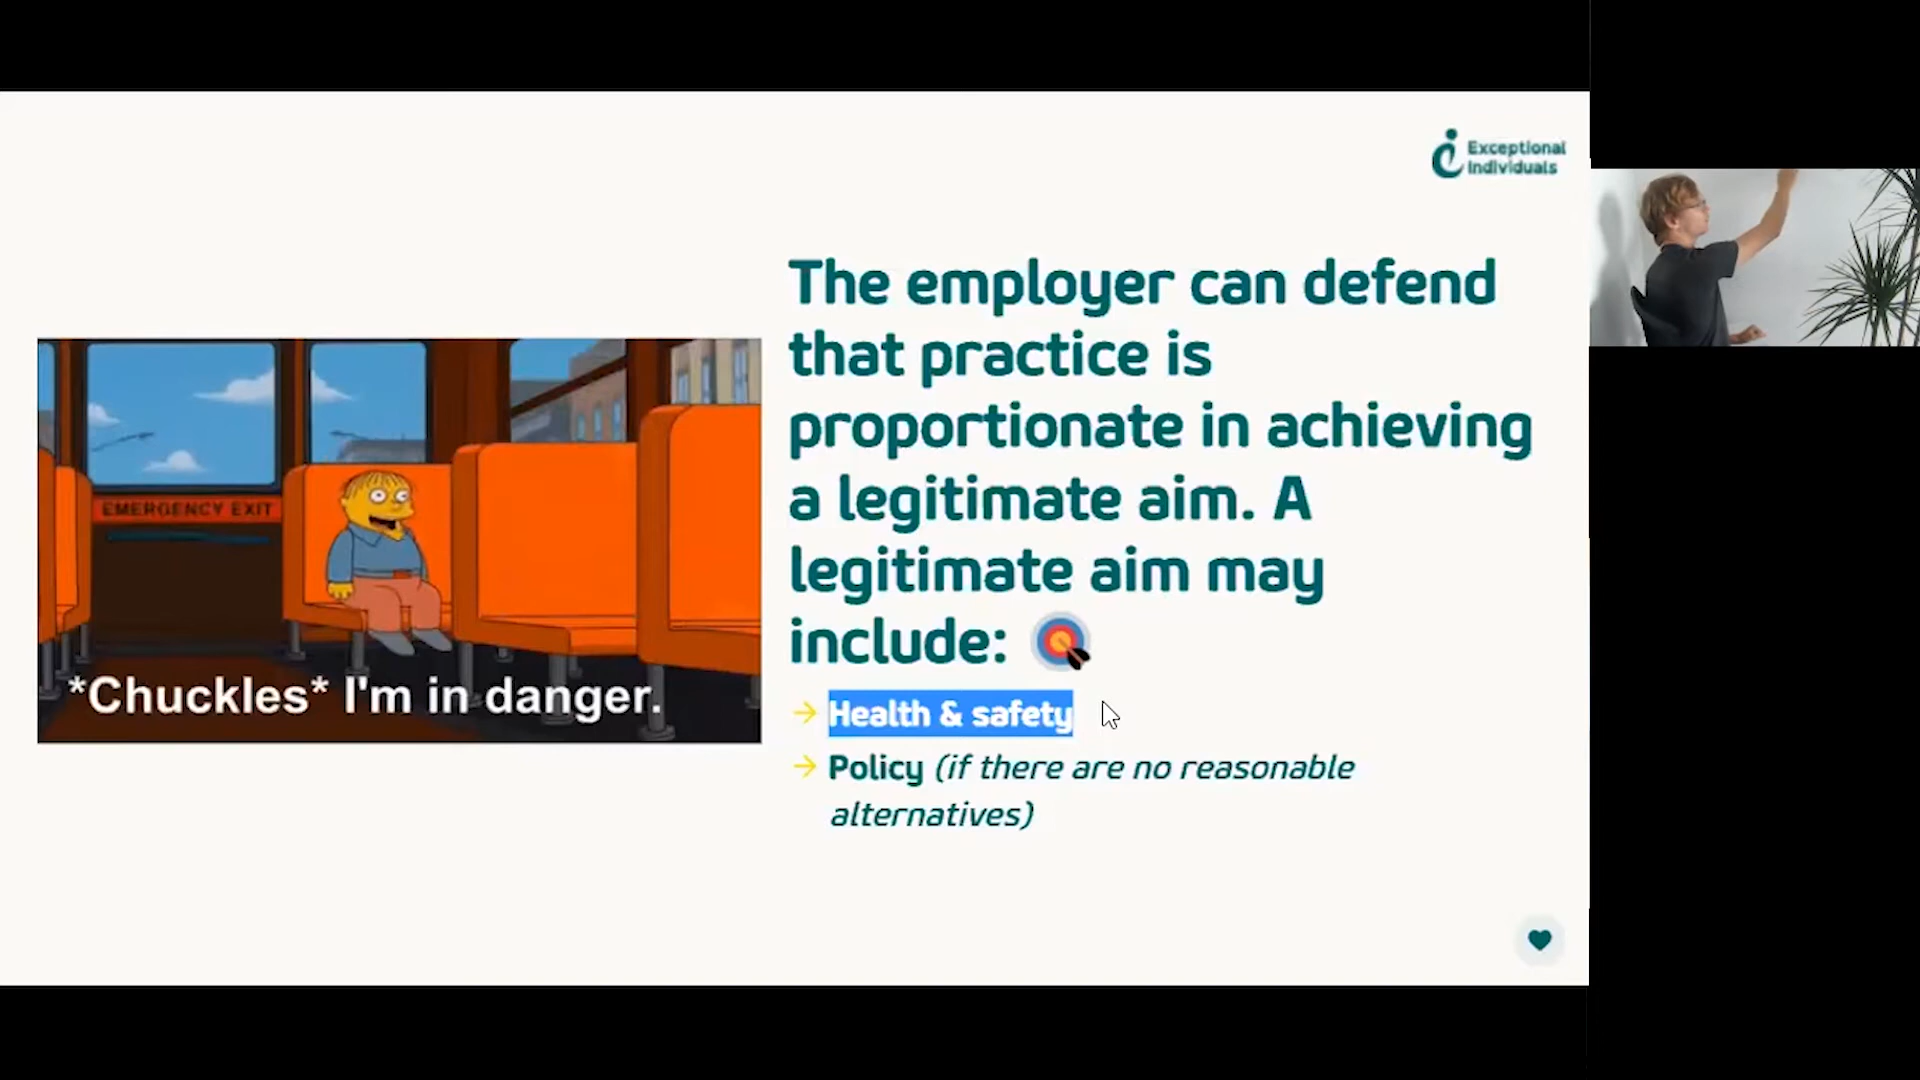 Exceptional
Individuals
The employer can defend
that practice is
proportionate in achieving
a legitimate aim. A
legitimate aim may
include:
EMERGENCY EXIT
*Chuckles* I'm in danger.
→ Health & safety
→ Policy (if there are no reasonable
alternatives)